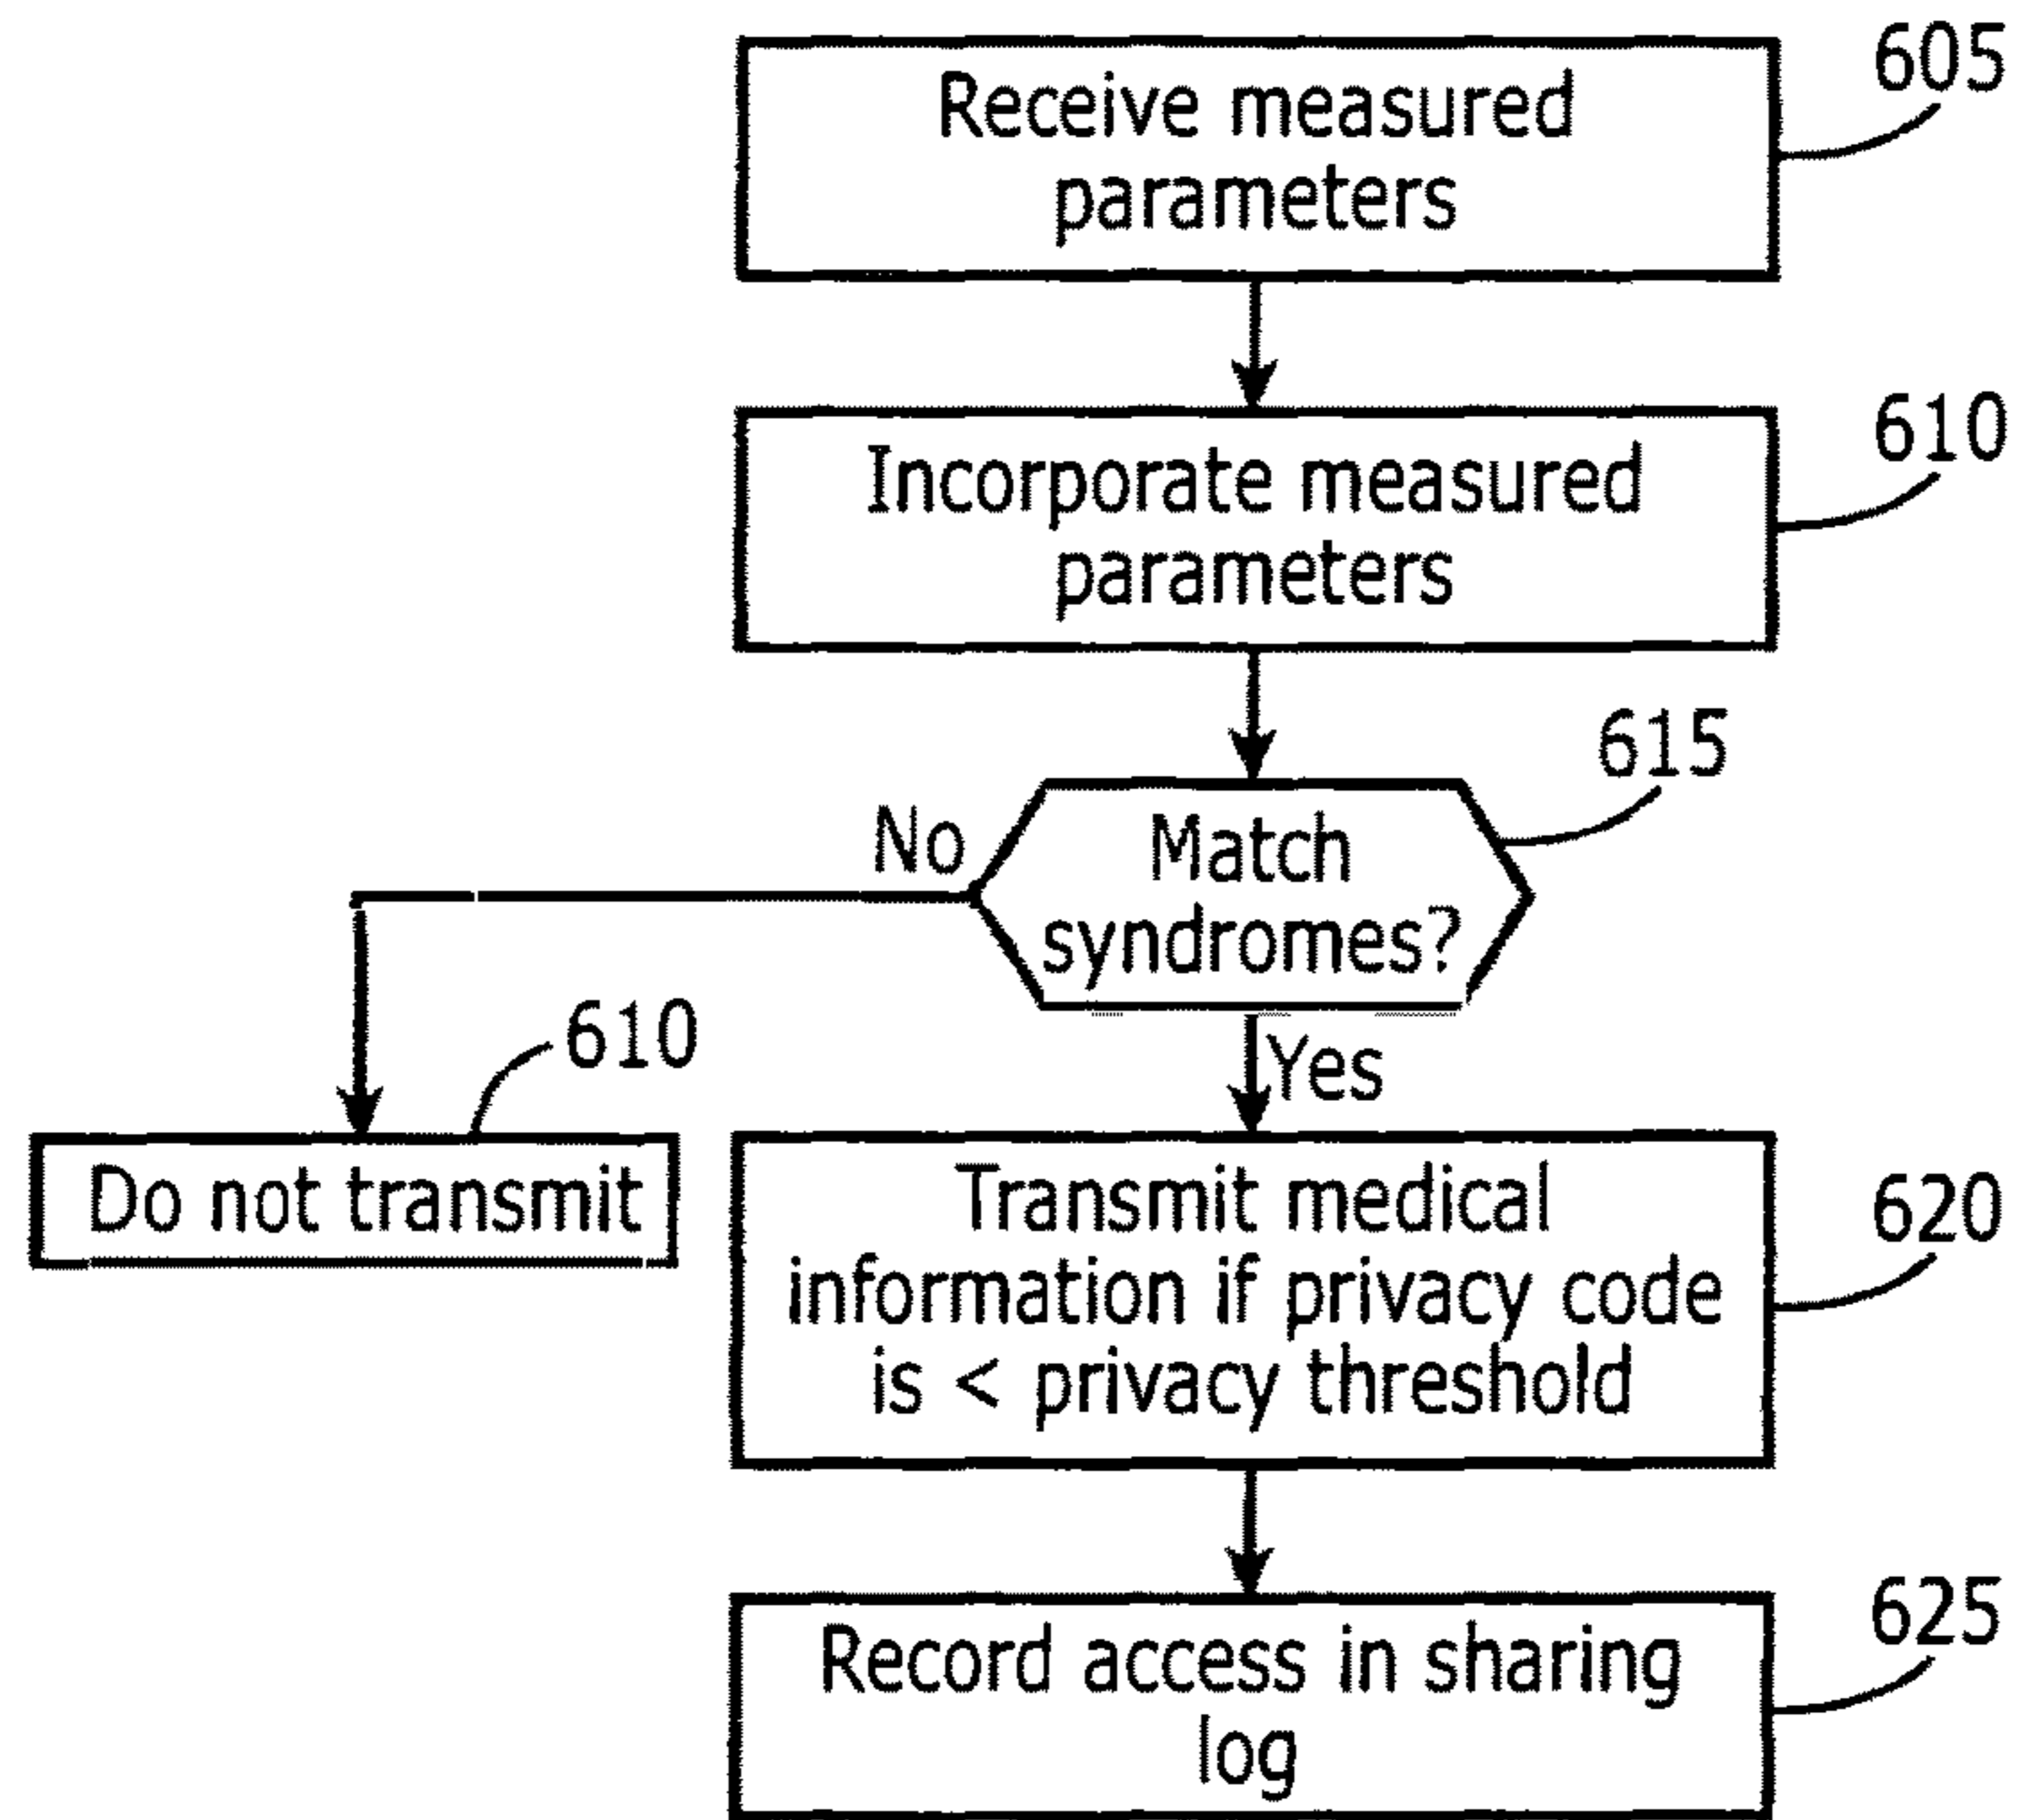 605
Receive measured
parameters
610
Incorporate measured
parameters
615
No
Match
syndromes?
610
Yes
Do not transmit
Transmit medical
information if privacy code
is < privacy threshold
620
Record access in sharing
log
625